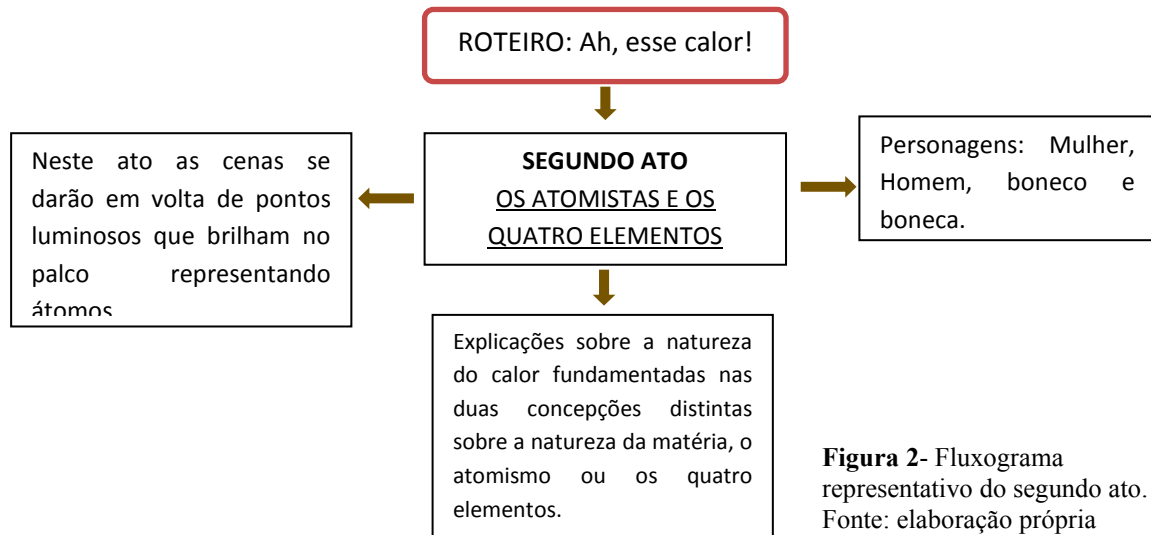 ROTEIRO: Ah, esse calor!
Neste ato as cenas se
darão em volta de pontos
luminosos que brilham no
palco representando
átomos
SEGUNDO ATO
OS ATOMISTAS E OS
QUATRO ELEMENTOS
Personagens: Mulher,
Homem, boneco e
boneca.
Explicações sobre a natureza
do calor fundamentadas nas
duas concepções distintas
sobre a natureza da matéria, o
atomismo ou os quatro
elementos.
Figura 2- Fluxograma
representativo do segundo ato.
Fonte: elaboração própria